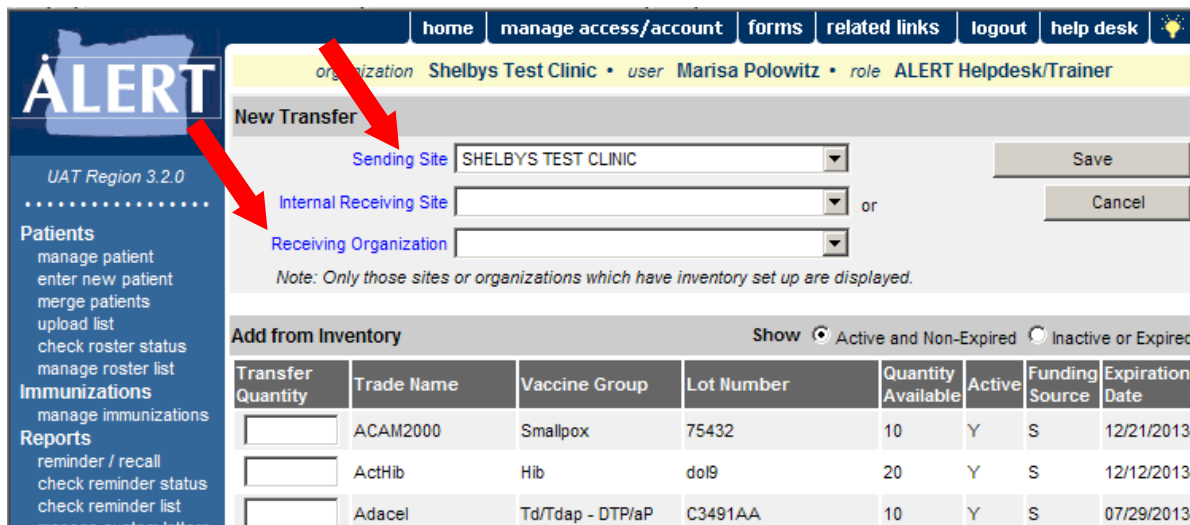 home manage access/account forms related links logout help desk
ALERT
organization Shelbys Test Clinic • user Marisa Polowitz • role ALERT Helpdesk/Trainer
New Transfer
Sending Site SHELBYS TEST CLINIC Save
UAT Region 3.2.0
Internal Receiving Site or Cancel
Patients
Receiving Organization
manage patient
Note: Only those sites or organizations which have inventory set up are displayed.
enter new patient
merge patients
upload list
check roster status
manage roster list
Immunizations
manage immunizations
Reports
reminder / recall
check reminder status
check reminder list
Add from Inventory Show Active and Non-Expired Inactive or Expired
Transfer Quantity Trade Name Vaccine Group Lot Number Quantity Available Active Funding Source Expiration Date
ACAM2000 Smallpox 75432 10 Y S 12/21/2013
ActHib Hib dol9 20 Y S 12/12/2013
Adacel Td/Tdap - DTP/aP C3491AA 10 Y S 07/29/2013